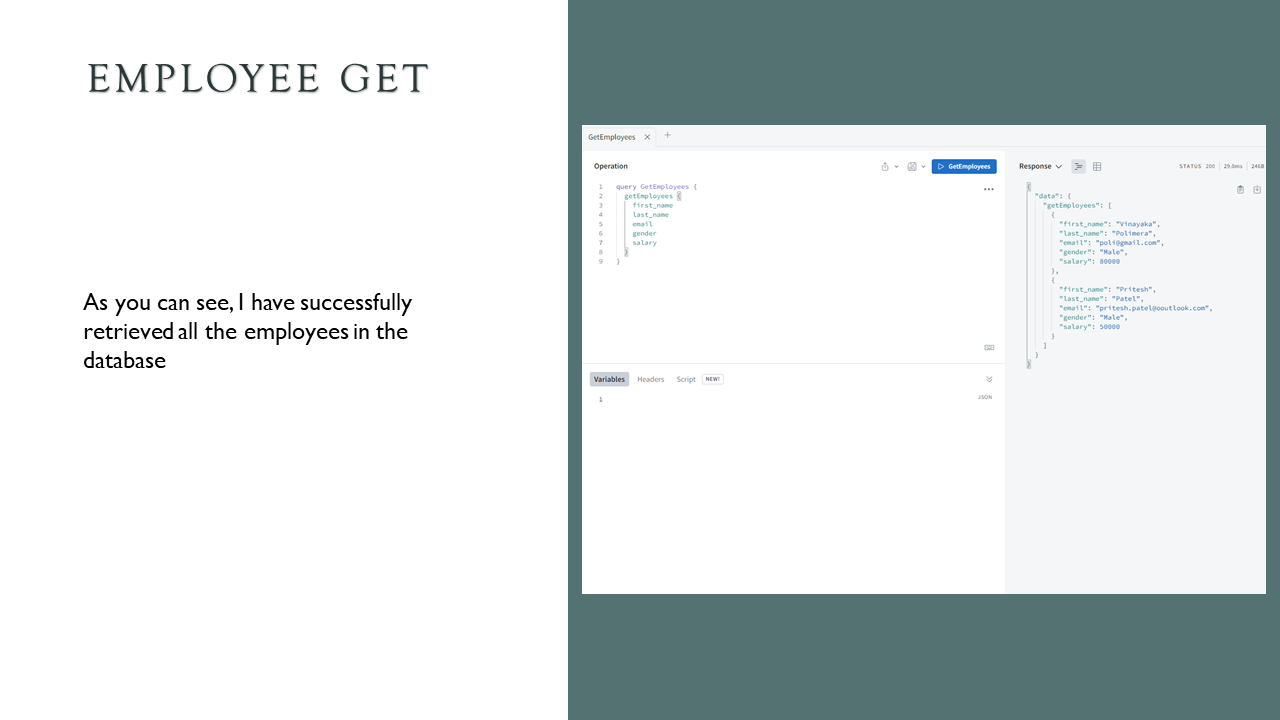 EMPLOYEE GET
As you can see, I have successfully
retrieved all the employees in the
database
GetEmployees
Operation
GetEmployees
1 query GetEmployees {
2 getEmployees {
3 first_name
4 last_name
5 email
6 gender
7 salary
8 }
9 }
Variables Headers Script NEW!
JSON
1
Response
STATUS 200 29.0ms 246B
{
"data": {
"getEmployees": [
{
"first_name": "Vinayaka",
"last_name": "Polimera",
"email": "poli@gmail.com",
"gender": "Male",
"salary": 80000
},
{
"first_name": "Pritesh",
"last_name": "Patel",
"email": "pritesh.patel@ooutlook.com",
"gender": "Male",
"salary": 50000
}
]
}
}